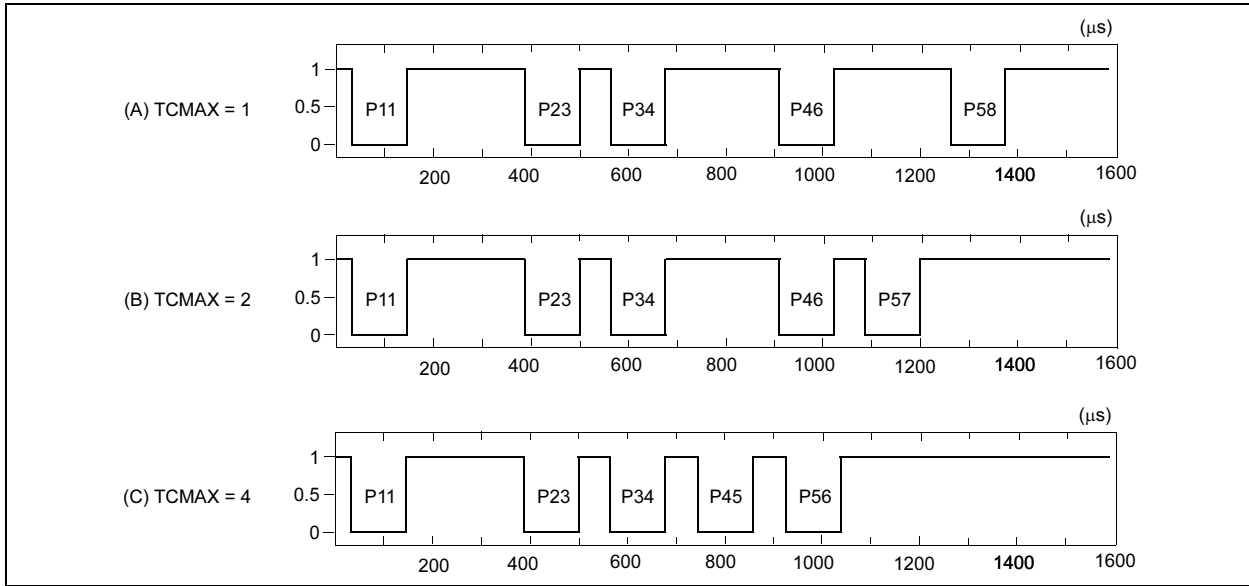 (μs)
(A) TCMAX = 1
1
0.5
0
P11 P23 P34 P46 P58
200 400 600 800 1000 1200 1400 1600
(μs)
(B) TCMAX = 2
1
0.5
0
P11 P23 P34 P46 P57
200 400 600 800 1000 1200 1400 1600
(μs)
(C) TCMAX = 4
1
0.5
0
P11 P23 P34 P45 P56
200 400 600 800 1000 1200 1400 1600